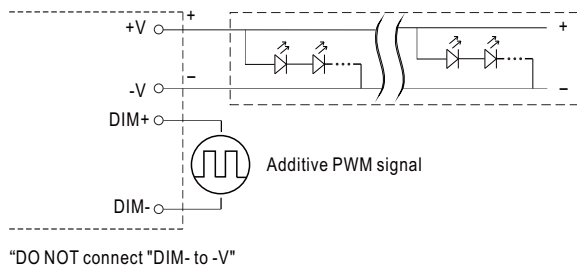 +V
+
-V
−
DIM+
DIM-
+
−
Additive PWM signal
“DO NOT connect "DIM- to -V"